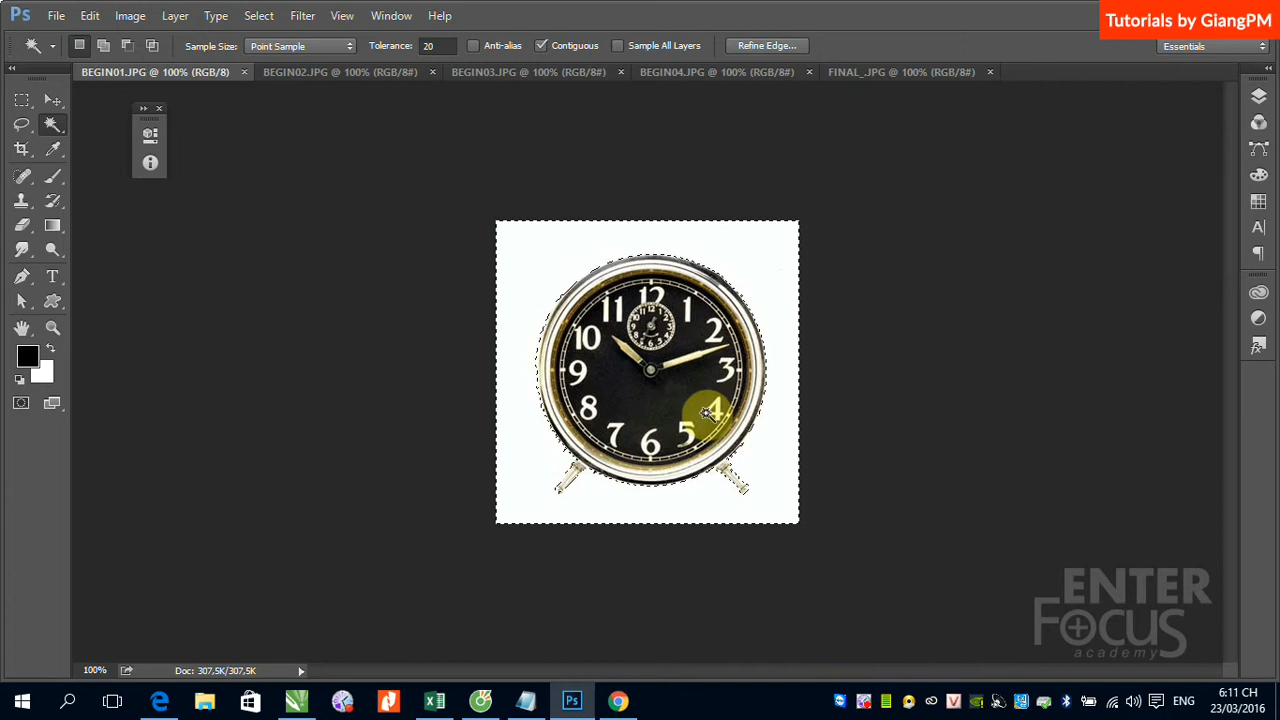 Ps File Edit Image Layer Type Select Filter View Window Help
Tutorials by GiangPM
Sample Size: Point Sample Tolerance: 20 Anti-alias Contiguous Sample All Layers Refine Edge... Essentials
BEGIN01.JPG @ 100% (RGB/8) × BEGIN02.JPG @ 100% (RGB/8#) × BEGIN03.JPG @ 100% (RGB/8#) × BEGIN04.JPG @ 100% (RGB/8#) × FINAL_.JPG @ 100% (RGB/8#) ×
12
11 1
10 2
9 3
8 4
7 5
6
ENTER
FOCUS
academy
100% Doc: 307,5K/307,5K
ENG
6:11 CH
23/03/2016